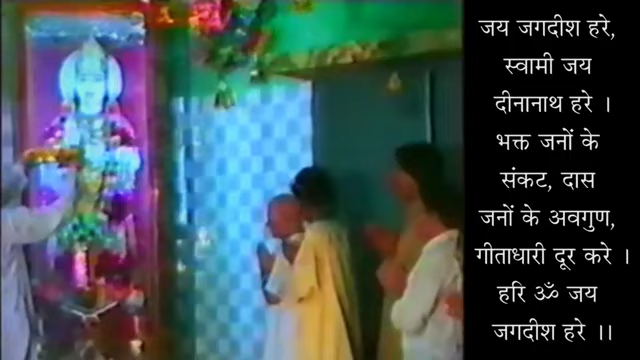 जय जगदीश हरे,
स्वामी जय
दीनानाथ हरे ।
भक्त जनों के
संकट, दास
जनों के अवगुण,
गीताधारी दूर करे ।
हरि ॐ जय
जगदीश हरे ।।